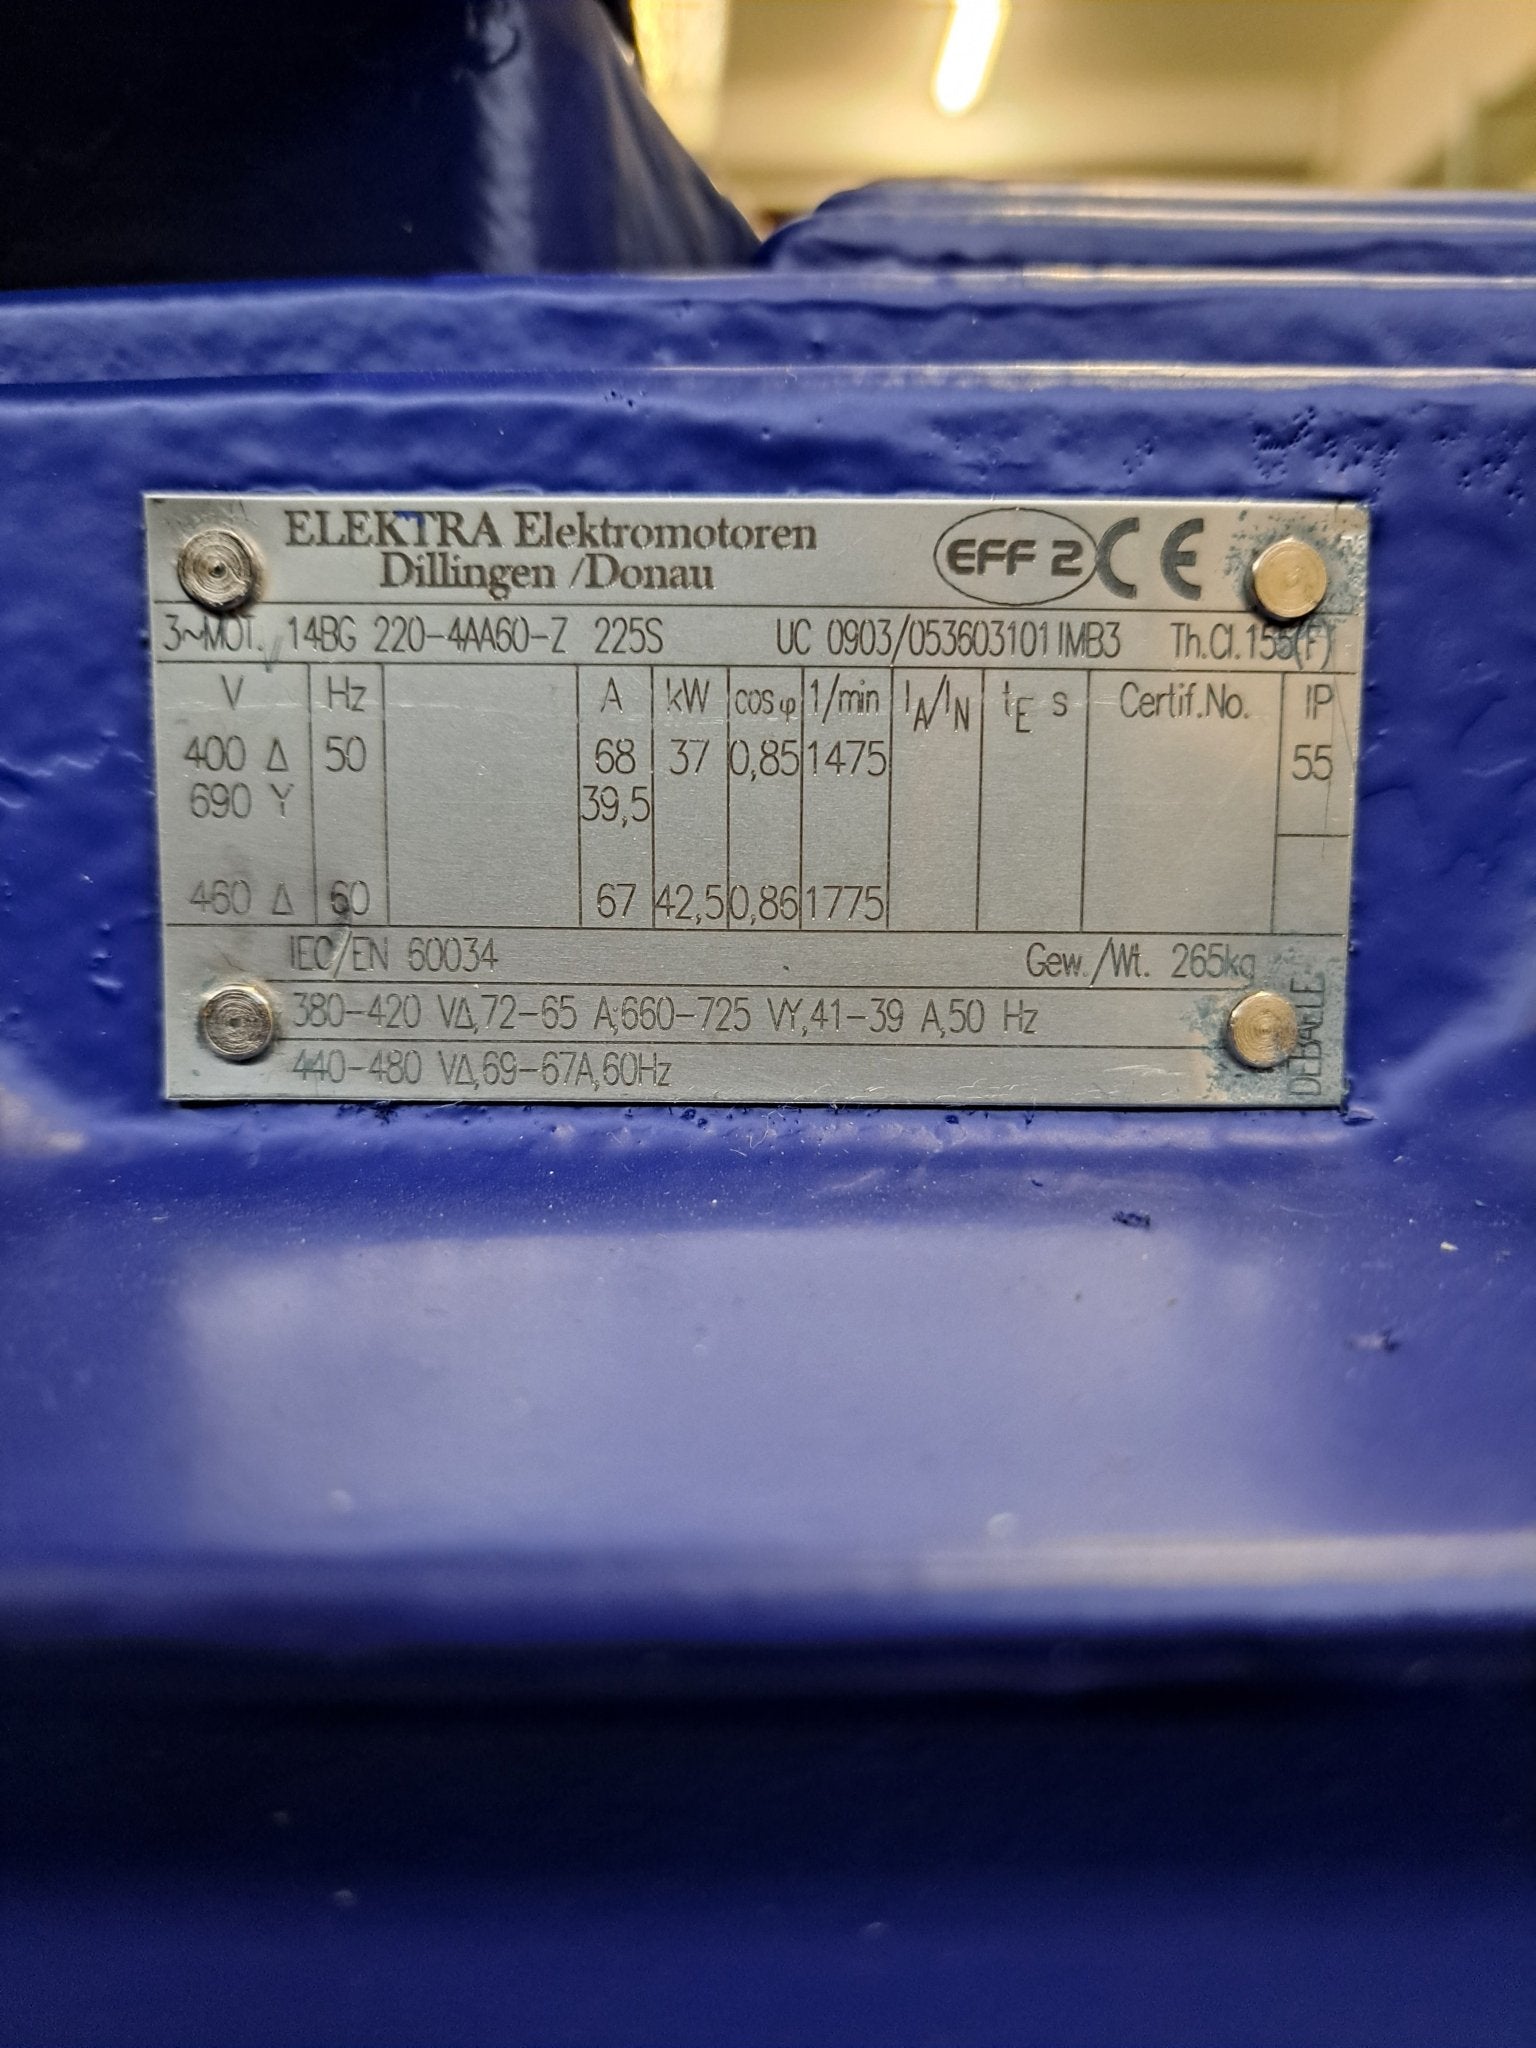 ELEKTRA Elektromotoren
Dillingen /Donau
EFF 2 CE
3~MOT. 14BG 220-4AA60-Z 225S UC 0903/053603101 IMB3 Th.Cl.155(F)
V Hz A kW cosφ 1/min IA/IN tE s Certif.No. IP
400 Δ 50 68 37 0,85 1475 55
690 Y 39,5
460 Δ 60 67 42,5 0,86 1775
IEC/EN 60034 Gew./Wt. 265kg
380-420 VΔ,72-65 A;660-725 VY,41-39 A,50 Hz
440-480 VΔ,69-67A,60Hz
DEBAELE